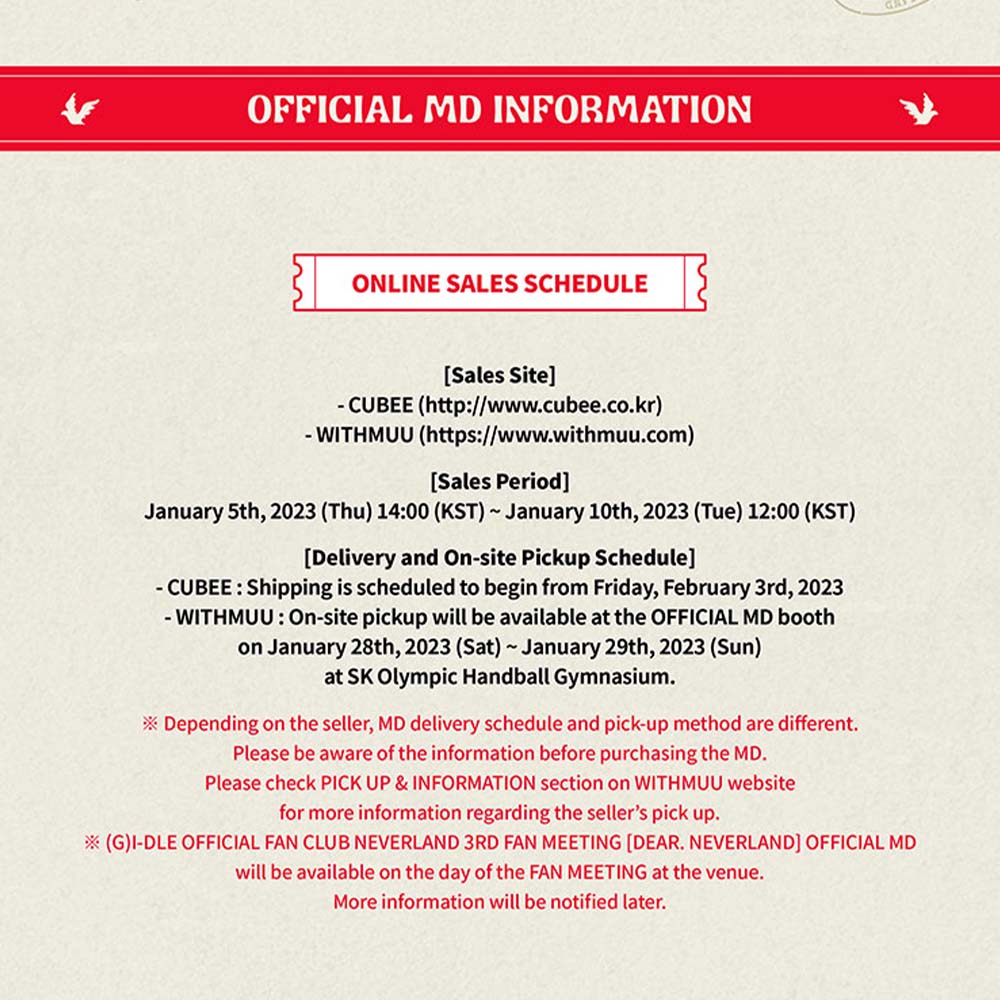 OFFICIAL MD INFORMATION
ONLINE SALES SCHEDULE
[Sales Site]
- CUBEE (http://www.cubee.co.kr)
- WITHMUU (https://www.withmuu.com)
[Sales Period]
January 5th, 2023 (Thu) 14:00 (KST) ~ January 10th, 2023 (Tue) 12:00 (KST)
[Delivery and On-site Pickup Schedule]
- CUBEE : Shipping is scheduled to begin from Friday, February 3rd, 2023
- WITHMUU : On-site pickup will be available at the OFFICIAL MD booth
on January 28th, 2023 (Sat) ~ January 29th, 2023 (Sun)
at SK Olympic Handball Gymnasium.
※ Depending on the seller, MD delivery schedule and pick-up method are different.
Please be aware of the information before purchasing the MD.
Please check PICK UP & INFORMATION section on WITHMUU website
for more information regarding the seller's pick up.
※ (G)I-DLE OFFICIAL FAN CLUB NEVERLAND 3RD FAN MEETING [DEAR. NEVERLAND] OFFICIAL MD
will be available on the day of the FAN MEETING at the venue.
More information will be notified later.